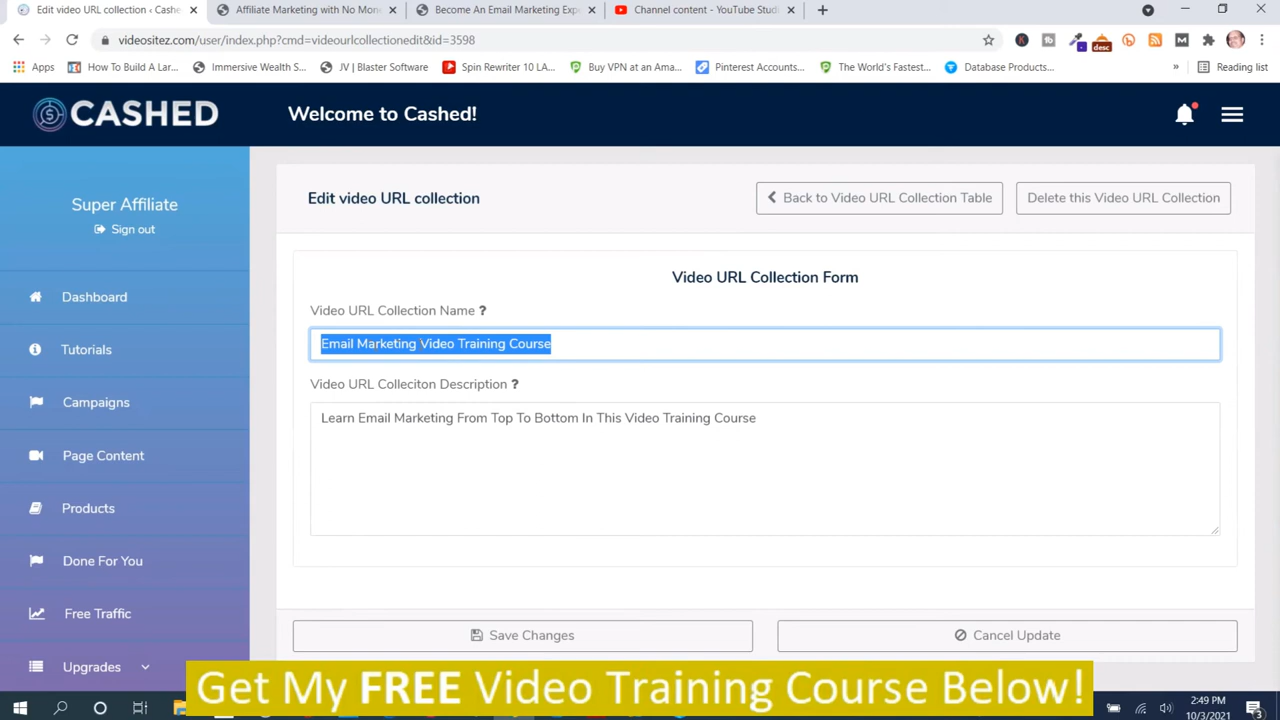 Edit video URL collection ‹ Cashe
Affiliate Marketing with No Mone
Become An Email Marketing Expe
Channel content - YouTube Studi
videositez.com/user/index.php?cmd=videourlcollectionedit&id=3598
desc
Apps
How To Build A Lar...
Immersive Wealth S...
JV | Blaster Software
Spin Rewriter 10 LA...
Buy VPN at an Ama...
Pinterest Accounts...
The World's Fastest...
Database Products...
»
Reading list
CASHED
Welcome to Cashed!
Super Affiliate
Sign out
Dashboard
Tutorials
Campaigns
Page Content
Products
Done For You
Free Traffic
Upgrades
Edit video URL collection
Back to Video URL Collection Table
Delete this Video URL Collection
Video URL Collection Form
Video URL Collection Name ?
Email Marketing Video Training Course
Video URL Colleciton Description ?
Learn Email Marketing From Top To Bottom In This Video Training Course
Save Changes
Cancel Update
Get My FREE Video Training Course Below!
2:49 PM
10/3/2021
3